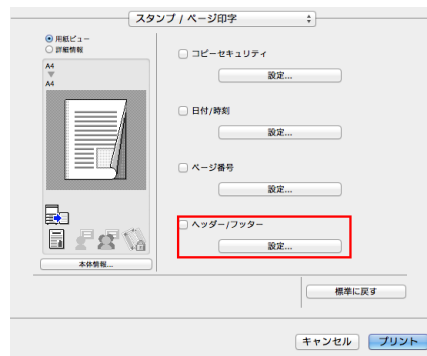 スタンプ / ページ印字
用紙ビュー
詳細情報
A4
A4
本体情報...
コピーセキュリティ
設定...
日付/時刻
設定...
ページ番号
設定...
ヘッダー/フッター
設定...
標準に戻す
キャンセル
プリント